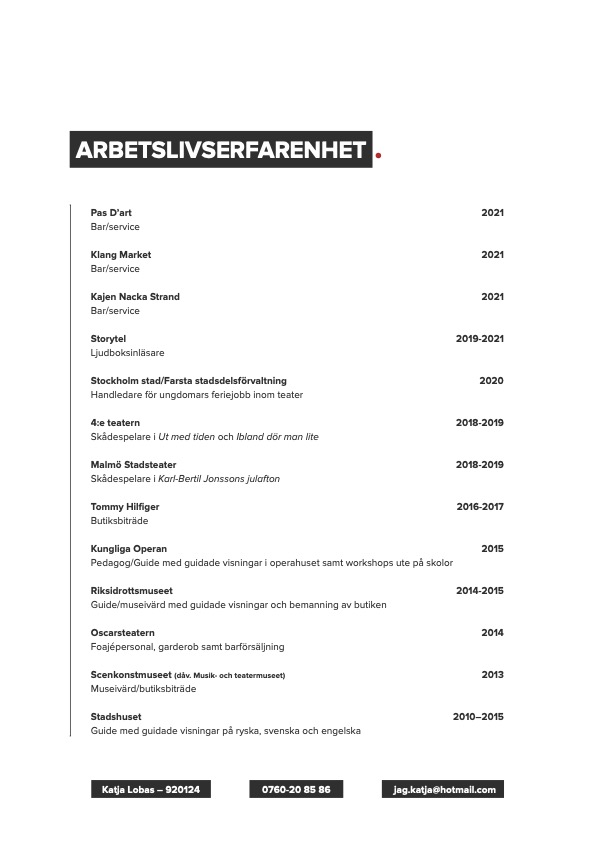 ARBETSLIVSERFARENHET.
Pas D'art 2021
Bar/service
Klang Market 2021
Bar/service
Kajen Nacka Strand 2021
Bar/service
Storytel 2019-2021
Ljudboksinläsare
Stockholm stad/Farsta stadsdelsförvaltning 2020
Handledare för ungdomars feriejobb inom teater
4:e teatern 2018-2019
Skådespelare i Ut med tiden och Ibland dör man lite
Malmö Stadsteater 2018-2019
Skådespelare i Karl-Bertil Jonssons julafton
Tommy Hilfiger 2016-2017
Butiksbiträde
Kungliga Operan 2015
Pedagog/Guide med guidade visningar i operahuset samt workshops ute på skolor
Riksidrottsmuseet 2014-2015
Guide/museivärd med guidade visningar och bemanning av butiken
Oscarsteatern 2014
Foajépersonal, garderob samt barförsäljning
Scenkonstmuseet (dåv. Musik- och teatermuseet) 2013
Museivärd/butiksbiträde
Stadshuset 2010–2015
Guide med guidade visningar på ryska, svenska och engelska
Katja Lobas – 920124 0760-20 85 86 jag.katja@hotmail.com